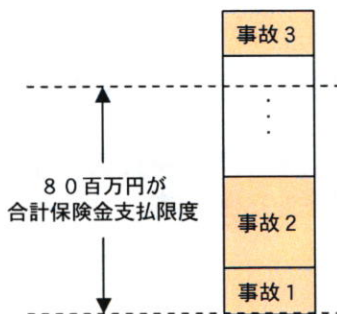 事故３
８０百万円が
合計保険金支払限度
事故２
事故１